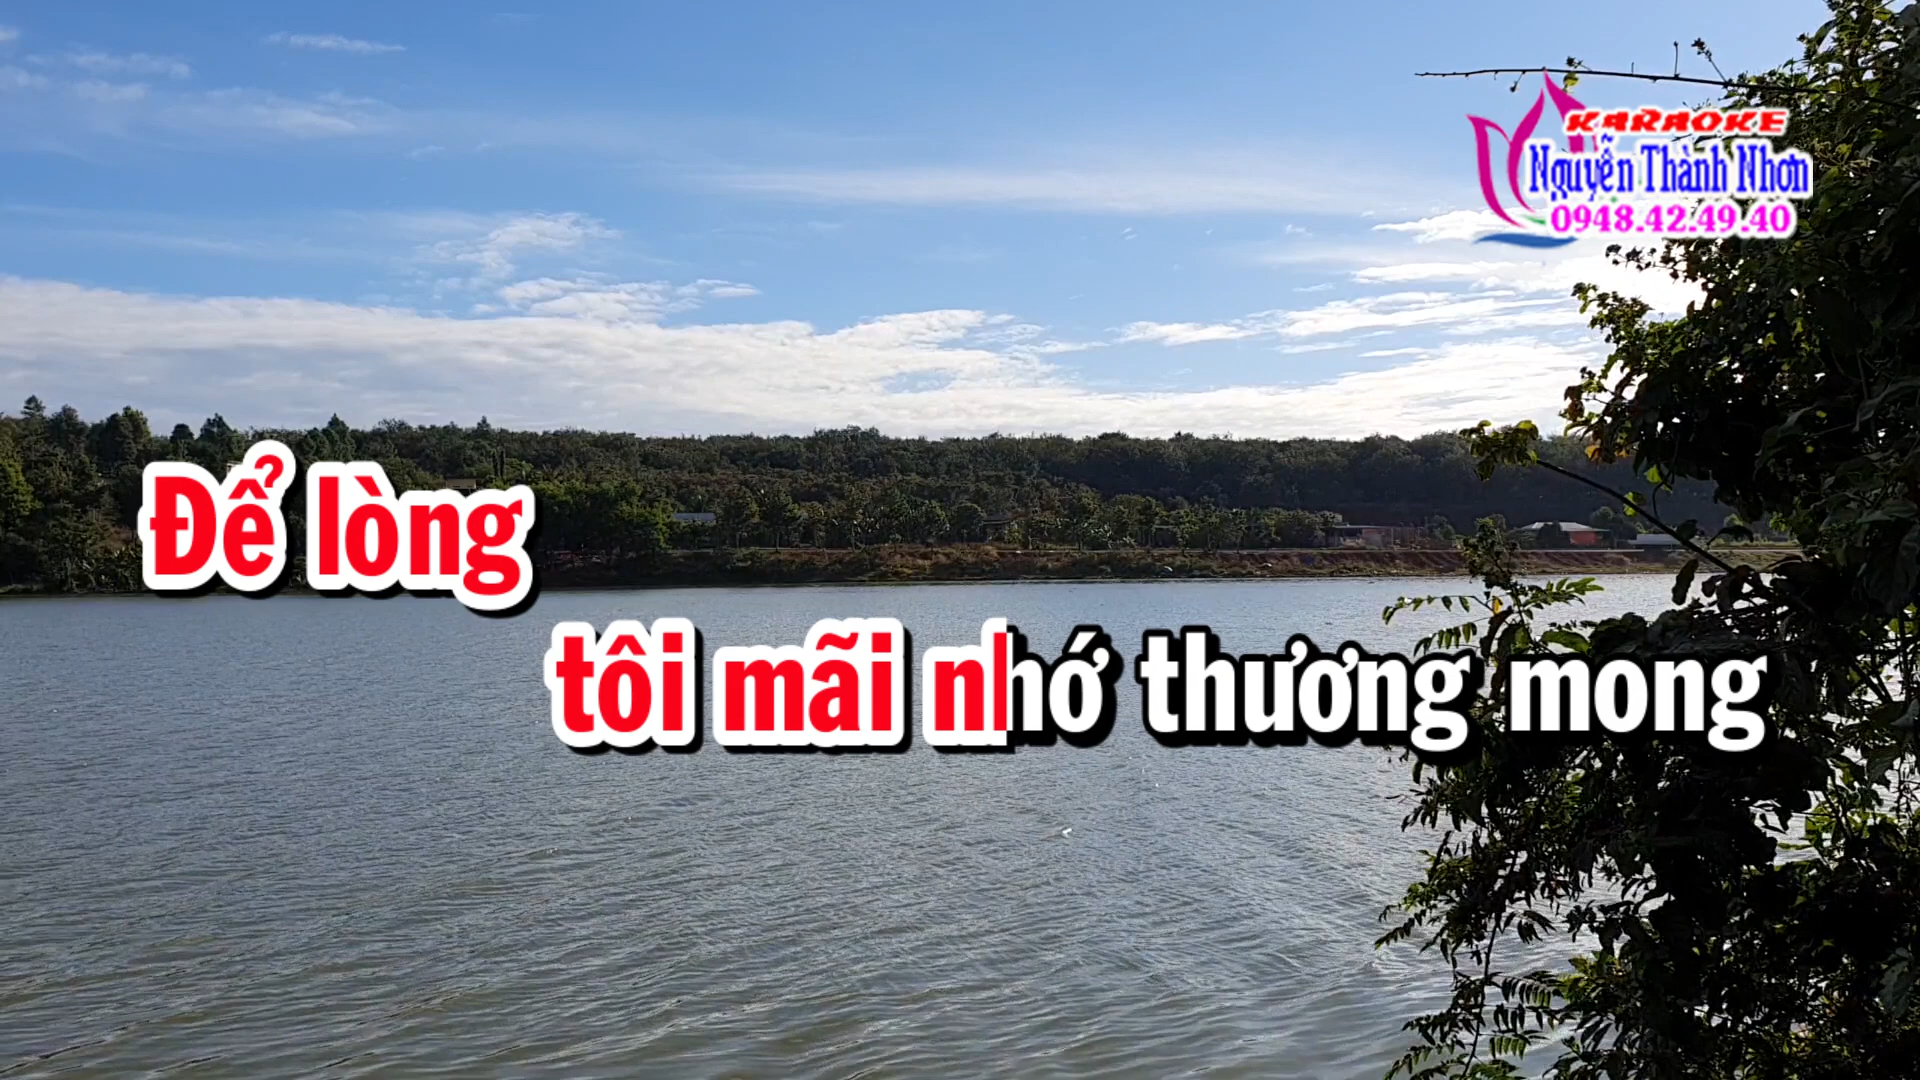 KARAOKE
Nguyễn Thành Nhơn
0948.42.49.40
Để lòng
tôi mãi nhớ thương mong